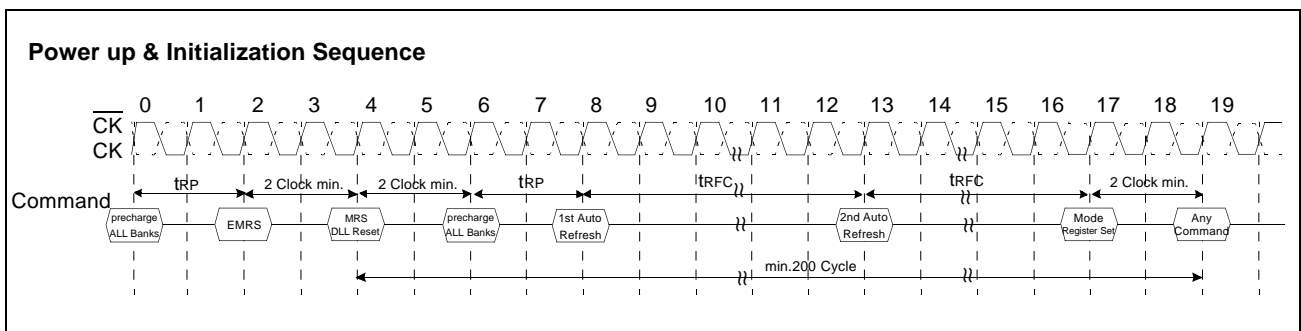 Power up & Initialization Sequence
0 1 2 3 4 5 6 7 8 9 10 11 12 13 14 15 16 17 18 19
CK
CK
tRP 2 Clock min. 2 Clock min. tRP tRFC tRFC 2 Clock min.
Command
precharge
ALL Banks
EMRS
MRS
DLL Reset
precharge
ALL Banks
1st Auto
Refresh
2nd Auto
Refresh
Mode
Register Set
Any
Command
min.200 Cycle